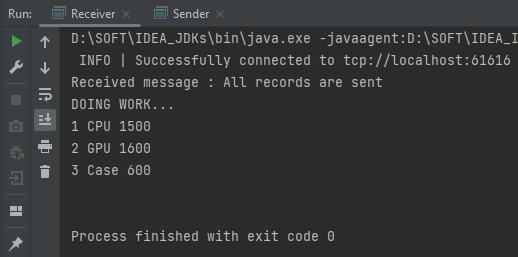 Run: Receiver × Sender ×
D:\SOFT\IDEA_JDKs\bin\java.exe -javaagent:D:\SOFT\IDEA_I
INFO | Successfully connected to tcp://localhost:61616
Received message : All records are sent
DOING WORK...
1 CPU 1500
2 GPU 1600
3 Case 600
Process finished with exit code 0